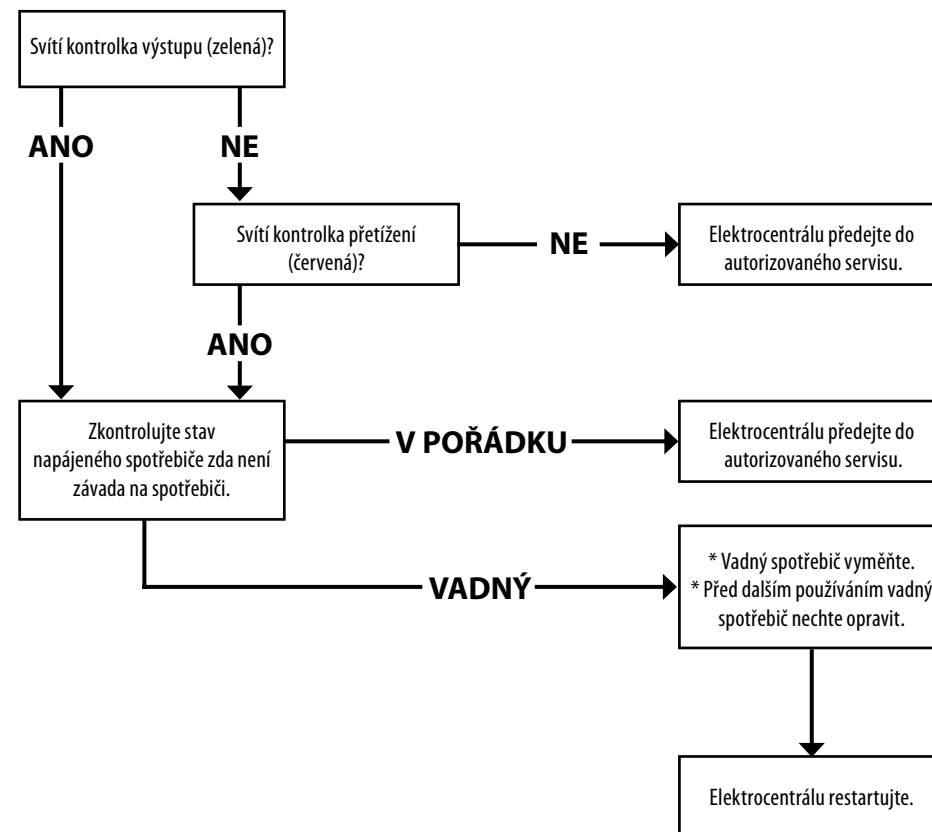 Svítí kontrolka výstupu (zelená)?
ANO
NE
Svítí kontrolka přetížení
(červená)?
NE
Elektrocentrálu předejte do
autorizovaného servisu.
ANO
Zkontrolujte stav
napájeného spotřebiče zda není
závada na spotřebiči.
V POŘÁDKU
Elektrocentrálu předejte do
autorizovaného servisu.
VADNÝ
* Vadný spotřebič vyměňte.
* Před dalším používáním vadný
spotřebič nechte opravit.
Elektrocentrálu restartujte.